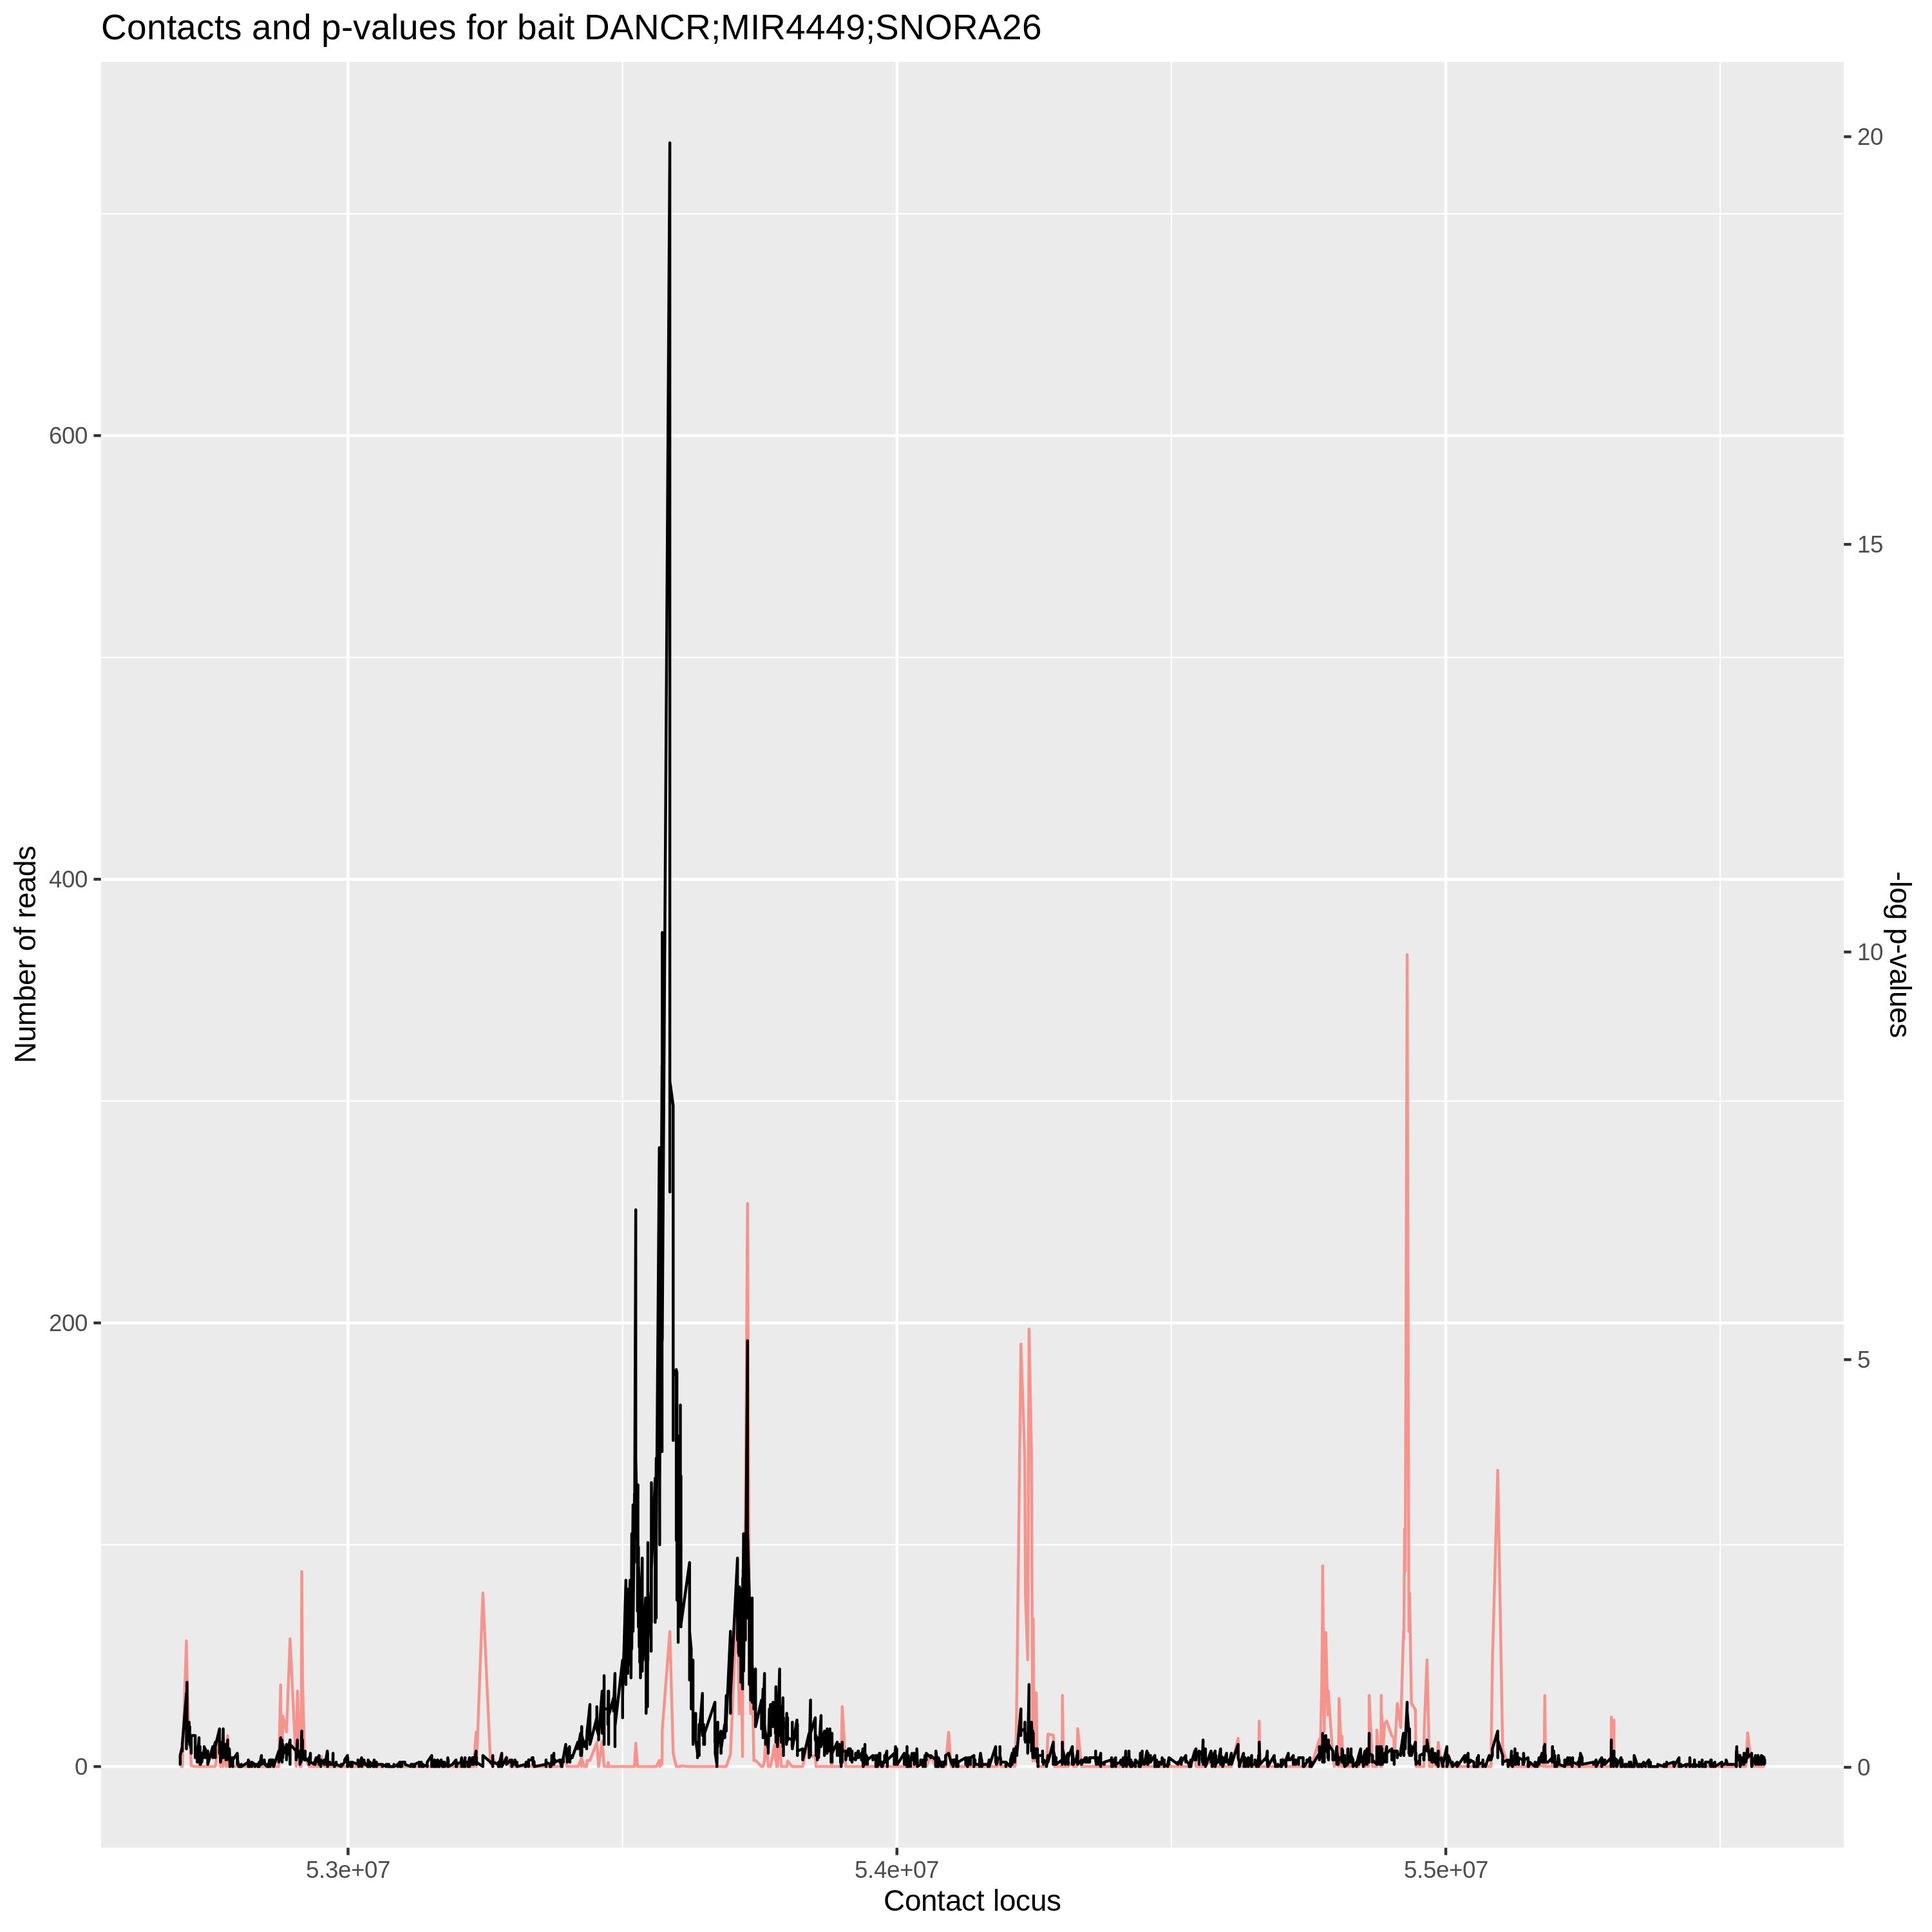 Contacts and p-values for bait DANCR;MIR4449;SNORA26
Number of reads
600
400
200
0
20
15
10
5
0
-log p-values
5.3e+07
5.4e+07
5.5e+07
Contact locus